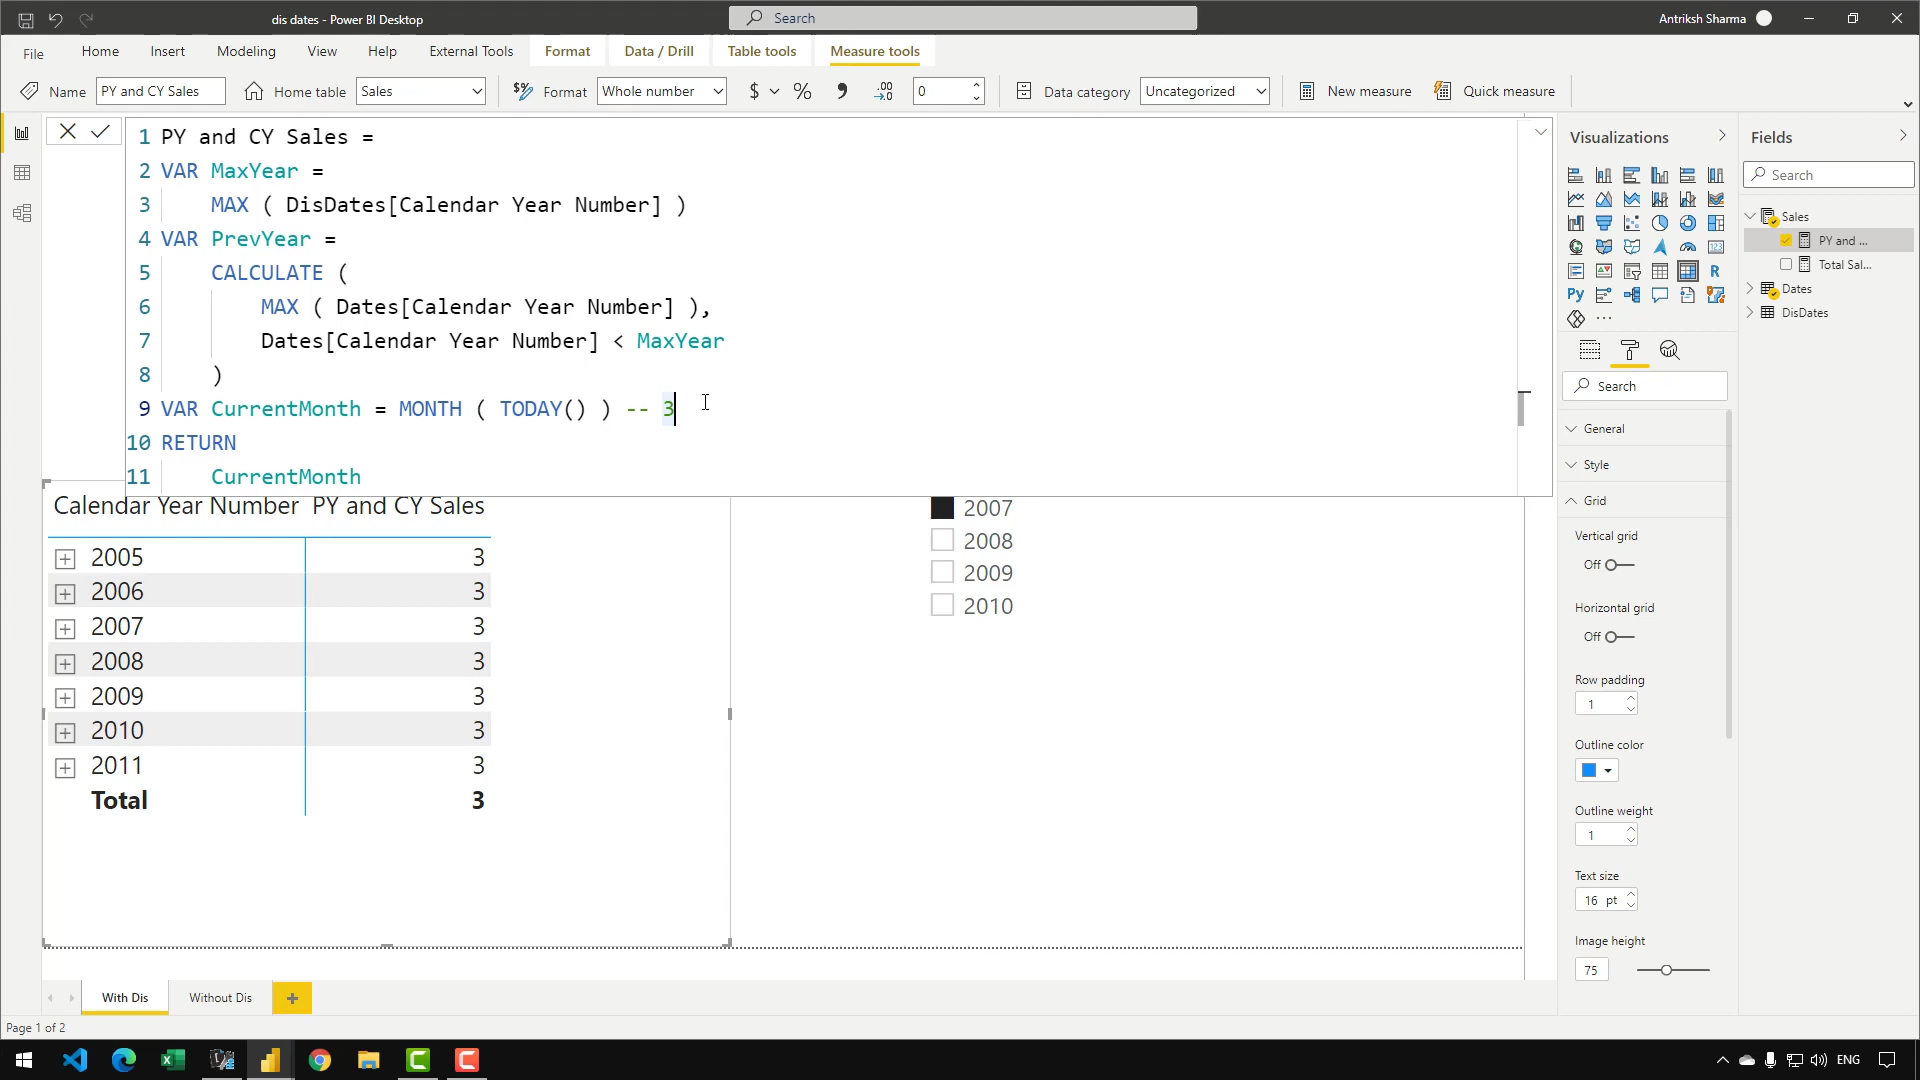 dis dates - Power BI Desktop
Search
Antriksh Sharma
File
Home
Insert
Modeling
View
Help
External Tools
Format
Data / Drill
Table tools
Measure tools
Name
PY and CY Sales
Home table
Sales
Format
Whole number
$
%
0
Data category
Uncategorized
New measure
Quick measure
1 PY and CY Sales =
2 VAR MaxYear =
3 MAX ( DisDates[Calendar Year Number] )
4 VAR PrevYear =
5 CALCULATE (
6 MAX ( Dates[Calendar Year Number] ),
7 Dates[Calendar Year Number] < MaxYear
8 )
9 VAR CurrentMonth = MONTH ( TODAY() ) -- 3
10 RETURN
11 CurrentMonth
Calendar Year Number PY and CY Sales
2005 3
2006 3
2007 3
2008 3
2009 3
2010 3
2011 3
Total 3
2007
2008
2009
2010
Visualizations
123
R
Py
Search
General
Style
Grid
Vertical grid
Off
Horizontal grid
Off
Row padding
1
Outline color
Outline weight
1
Text size
16 pt
Image height
75
Fields
Search
Sales
PY and ...
Total Sal...
Dates
DisDates
With Dis
Without Dis
Page 1 of 2
ENG